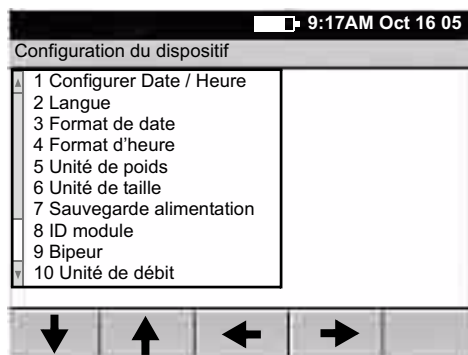 9:17AM Oct 16 05
Configuration du dispositif
1 Configurer Date / Heure
2 Langue
3 Format de date
4 Format d'heure
5 Unité de poids
6 Unité de taille
7 Sauvegarde alimentation
8 ID module
9 Bipeur
10 Unité de débit